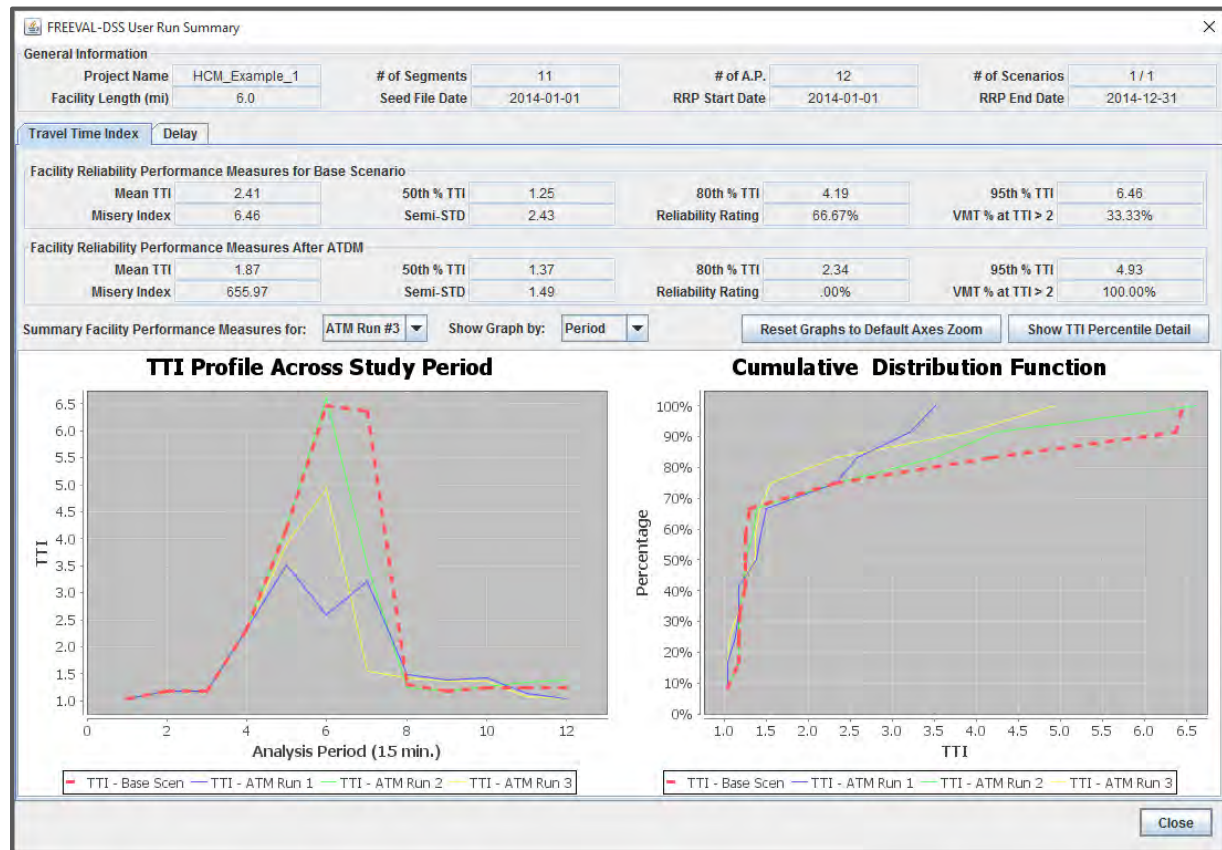 FREEVAL-DSS User Run Summary
General Information
Project Name HCM_Example_1 # of Segments 11 # of A.P. 12 # of Scenarios 1 / 1
Facility Length (mi) 6.0 Seed File Date 2014-01-01 RRP Start Date 2014-01-01 RRP End Date 2014-12-31
Travel Time Index Delay
Facility Reliability Performance Measures for Base Scenario
Mean TTI 2.41 50th % TTI 1.25 80th % TTI 4.19 95th % TTI 6.46
Misery Index 6.46 Semi-STD 2.43 Reliability Rating 66.67% VMT % at TTI > 2 33.33%
Facility Reliability Performance Measures After ATDM
Mean TTI 1.87 50th % TTI 1.37 80th % TTI 2.34 95th % TTI 4.93
Misery Index 655.97 Semi-STD 1.49 Reliability Rating .00% VMT % at TTI > 2 100.00%
Summary Facility Performance Measures for: ATM Run #3 Show Graph by: Period Reset Graphs to Default Axes Zoom Show TTI Percentile Detail
TTI Profile Across Study Period
TTI
6.5
6.0
5.5
5.0
4.5
4.0
3.5
3.0
2.5
2.0
1.5
1.0
0 2 4 6 8 10 12
Analysis Period (15 min.)
TTI - Base Scen TTI - ATM Run 1 TTI - ATM Run 2 TTI - ATM Run 3
Cumulative Distribution Function
Percentage
100%
90%
80%
70%
60%
50%
40%
30%
20%
10%
0%
1.0 1.5 2.0 2.5 3.0 3.5 4.0 4.5 5.0 5.5 6.0 6.5
TTI
TTI - Base Scen TTI - ATM Run 1 TTI - ATM Run 2 TTI - ATM Run 3
Close